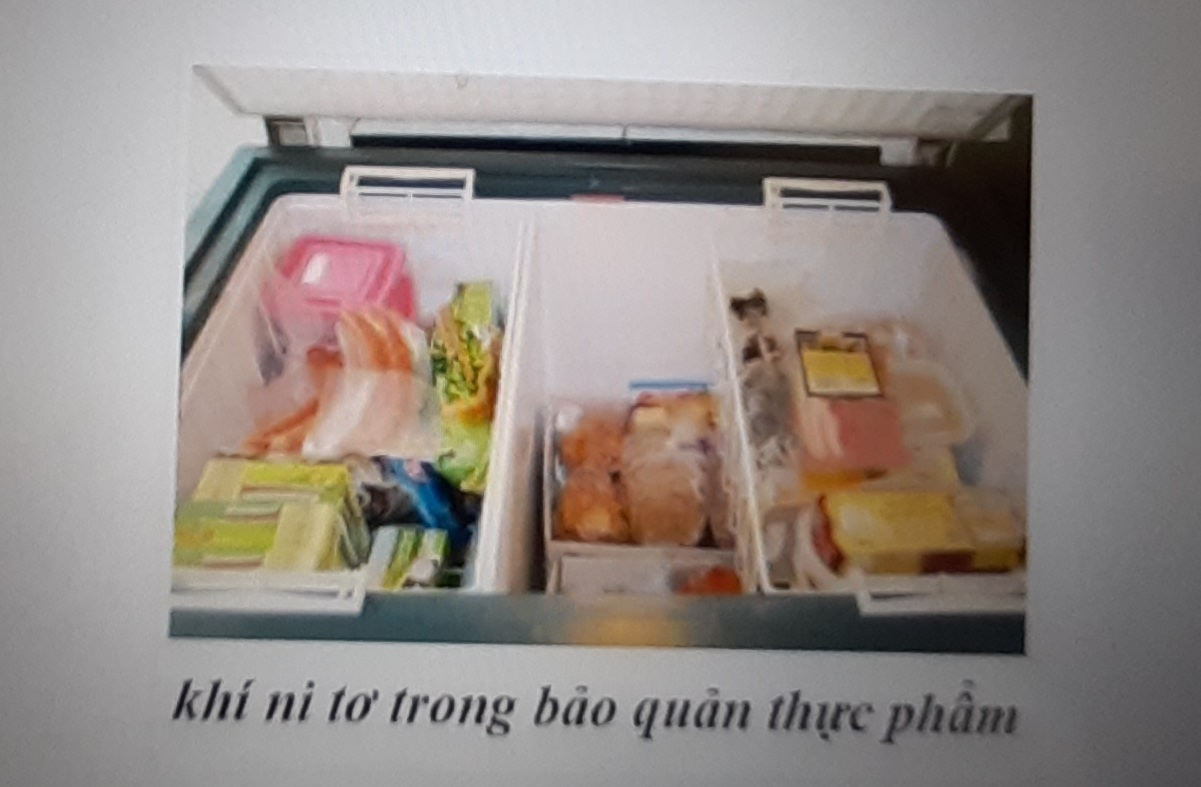 khí ni tơ trong bảo quản thực phẩm